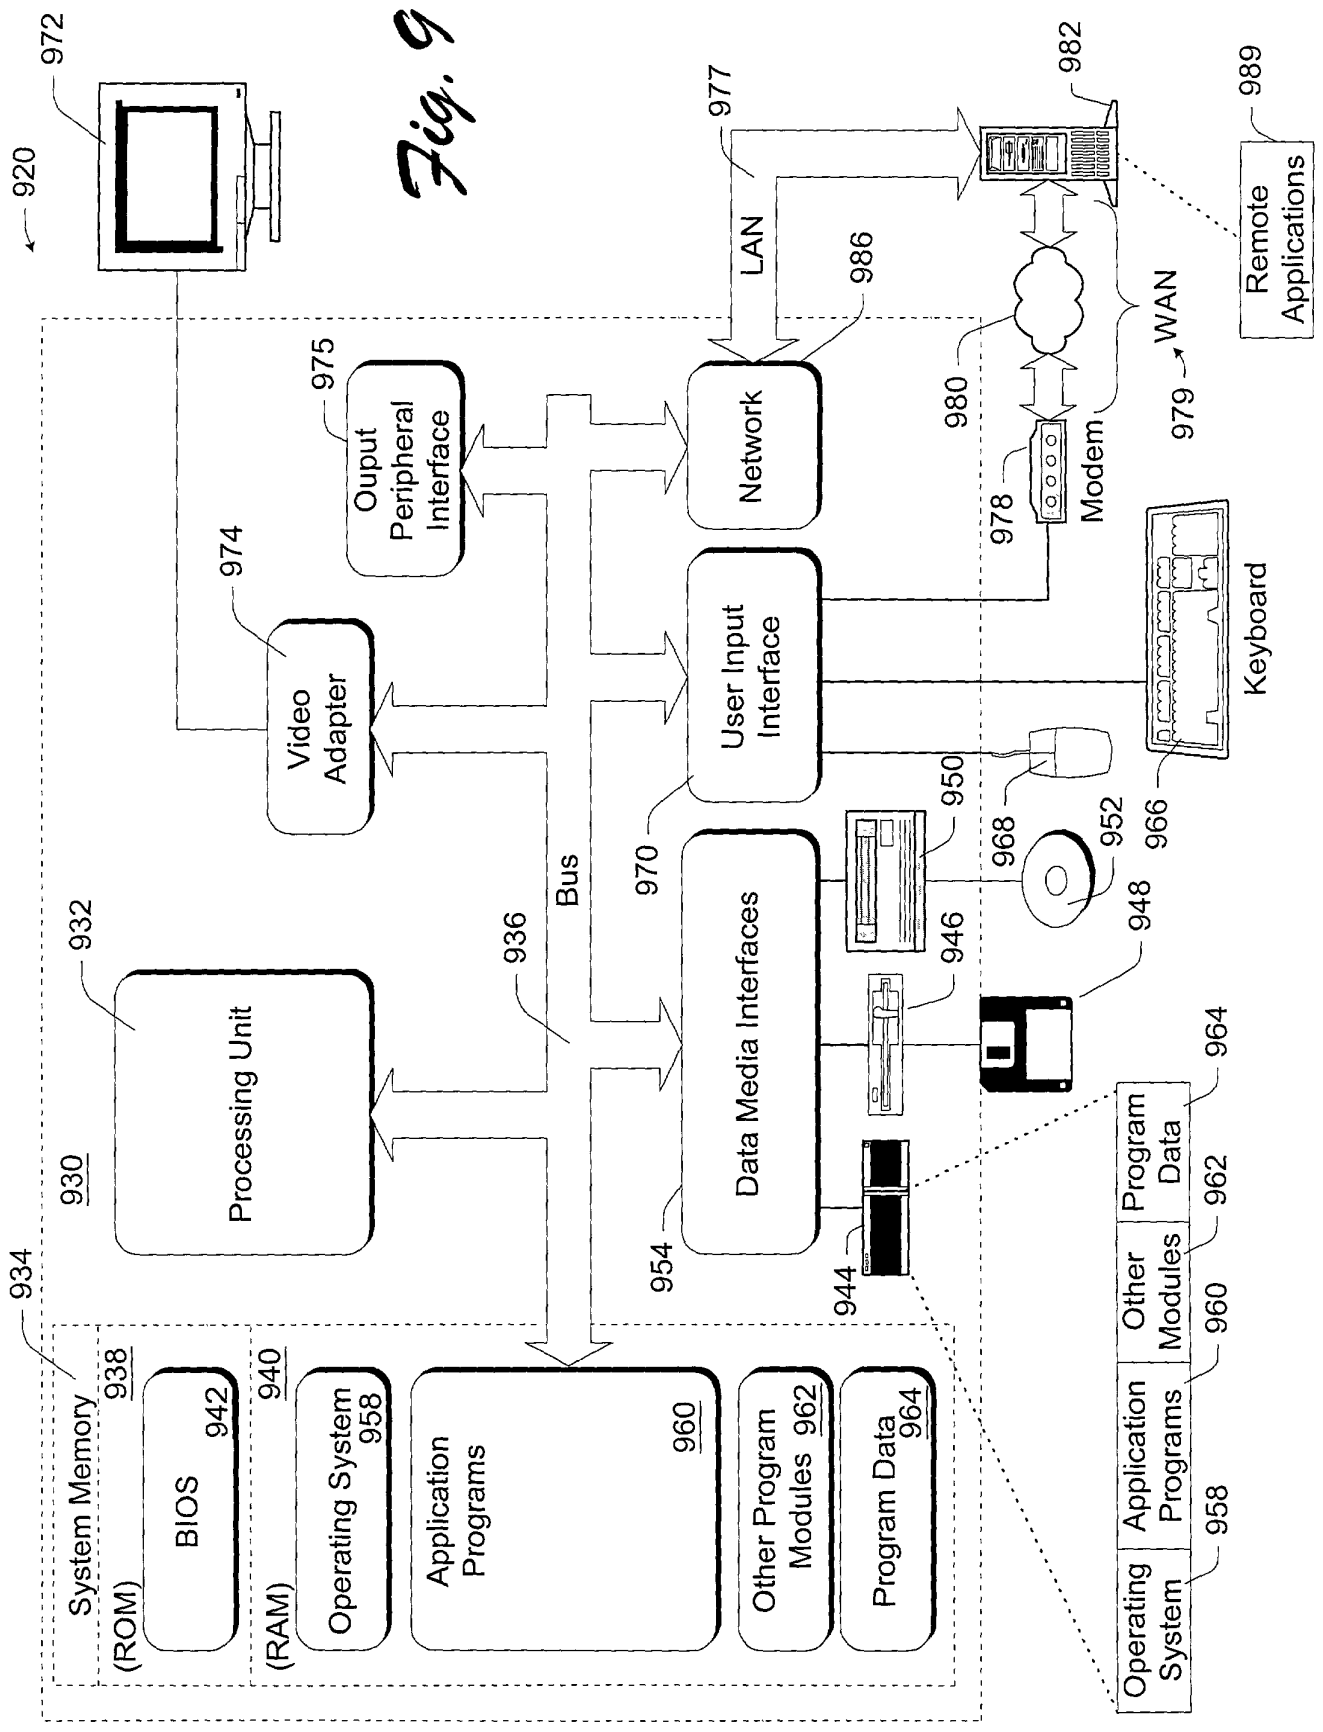 920
972
930
932
Processing Unit
934
System Memory
938
(ROM)
942
BIOS
940
(RAM)
Operating System
958
Application
Programs
960
Other Program
Modules 962
Program Data
964
Video
Adapter
974
Ouput
Peripheral
Interface
975
Fig. 9
Bus
936
Data Media Interfaces
954
User Input
Interface
970
Network
986
LAN
977
944
946
950
968
978
Modem
980
982
WAN
979
948
952
966
Keyboard
Remote
Applications
989
Operating
System
Application
Programs
Other
Modules
Program
Data
958
960
962
964